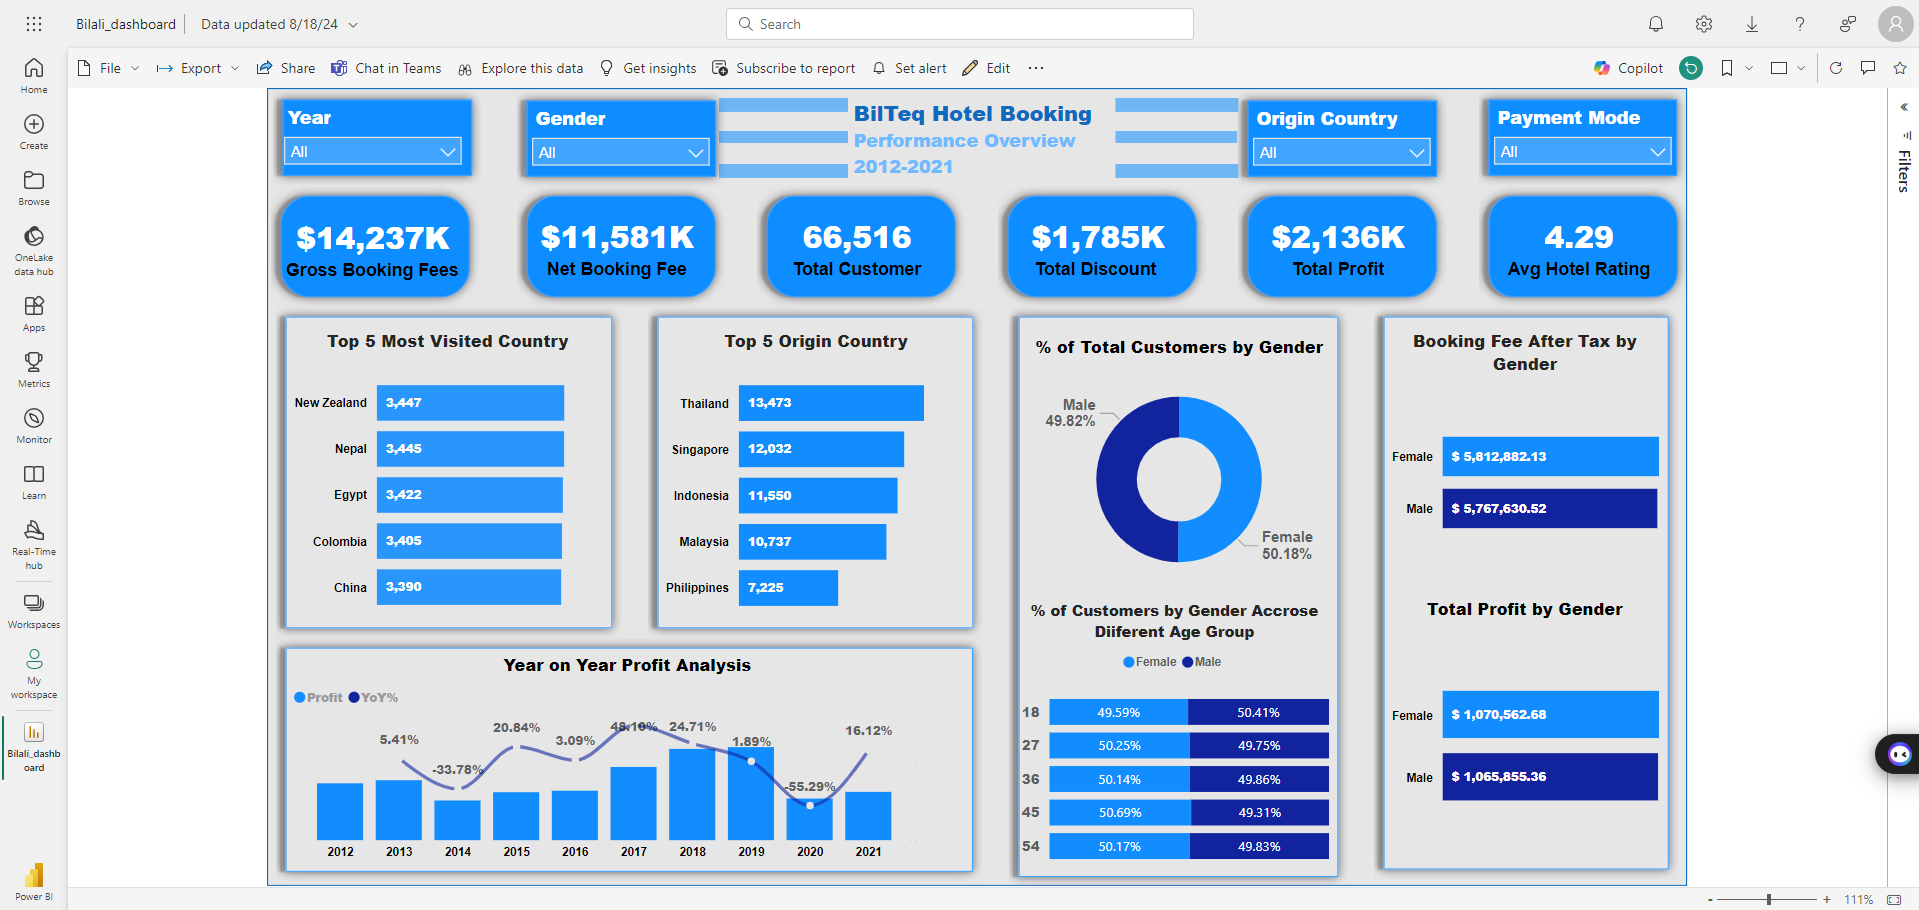 Bilali_dashboard
Data updated 8/18/24
Search
File
Export
Share
Chat in Teams
Explore this data
Get insights
Subscribe to report
Set alert
Edit
Copilot
Home
Create
Browse
OneLake
data hub
Apps
Metrics
Monitor
Learn
Real-Time
hub
Workspaces
My
workspace
Bilali_dashb
oard
Power BI
Year
All
Gender
All
BilTeq Hotel Booking
Performance Overview
2012-2021
Origin Country
All
Payment Mode
All
Filters
$14,237K
Gross Booking Fees
$11,581K
Net Booking Fee
66,516
Total Customer
$1,785K
Total Discount
$2,136K
Total Profit
4.29
Avg Hotel Rating
Top 5 Most Visited Country
New Zealand 3,447
Nepal 3,445
Egypt 3,422
Colombia 3,405
China 3,390
Top 5 Origin Country
Thailand 13,473
Singapore 12,032
Indonesia 11,550
Malaysia 10,737
Philippines 7,225
% of Total Customers by Gender
Male
49.82%
Female
50.18%
% of Customers by Gender Accrose
Diiferent Age Group
Female Male
18 49.59% 50.41%
27 50.25% 49.75%
36 50.14% 49.86%
45 50.69% 49.31%
54 50.17% 49.83%
Booking Fee After Tax by
Gender
Female $ 5,812,882.13
Male $ 5,767,630.52
Total Profit by Gender
Female $ 1,070,562.68
Male $ 1,065,855.36
Year on Year Profit Analysis
Profit YoY%
5.41%
-33.78%
20.84%
3.09%
48.10%
24.71%
1.89%
-55.29%
16.12%
2012 2013 2014 2015 2016 2017 2018 2019 2020 2021
- + 111%